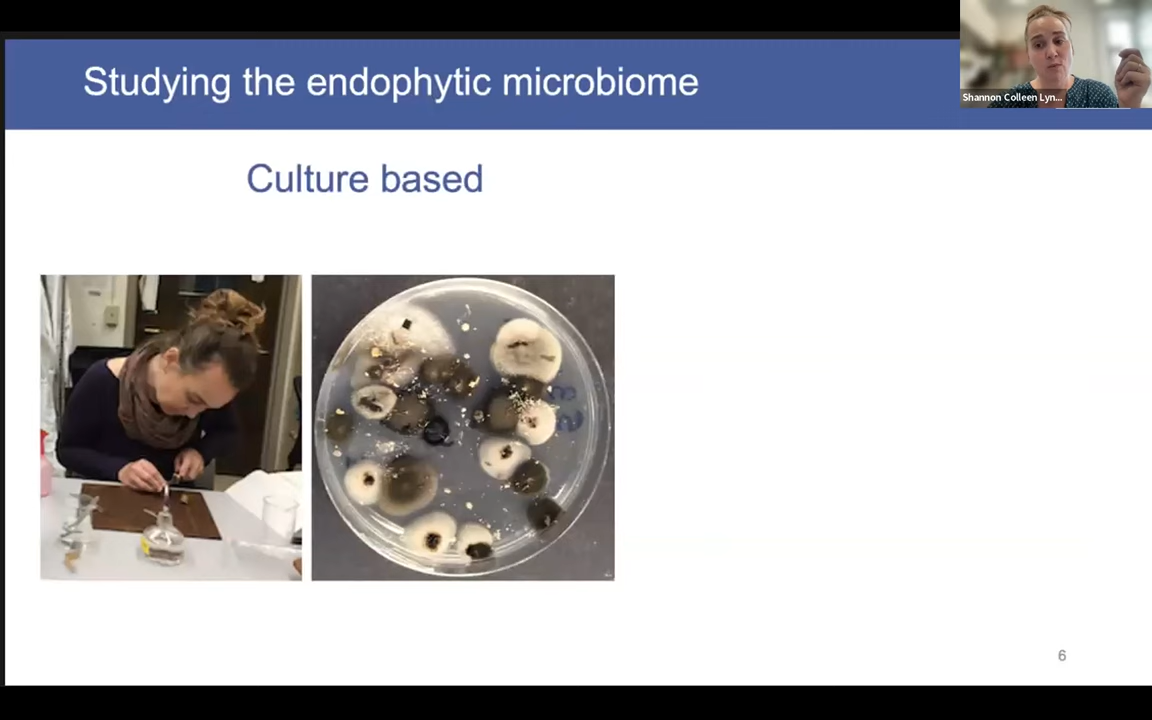 Studying the endophytic microbiome
Shannon Colleen Lyn...
Culture based
6